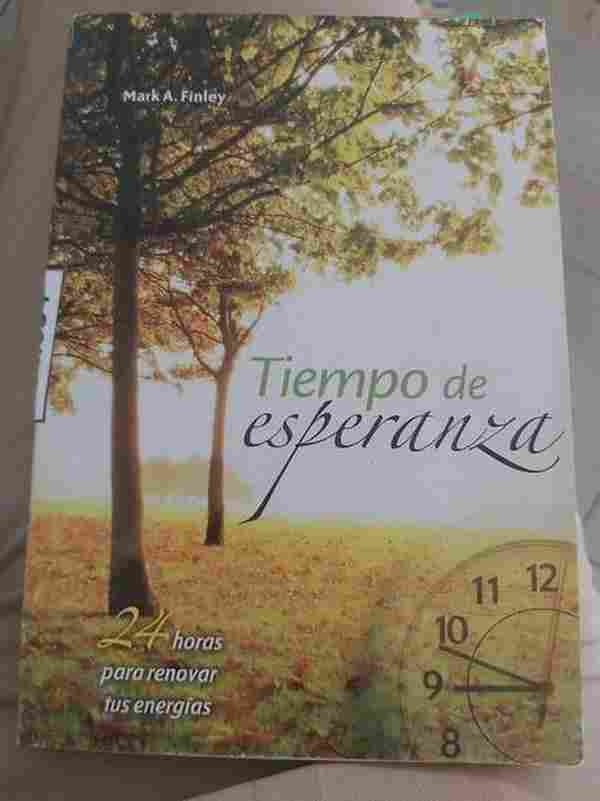 Mark A. Finley
Tiempo de
esperanza
24 horas
para renovar
tus energías
12
11
10
9
8